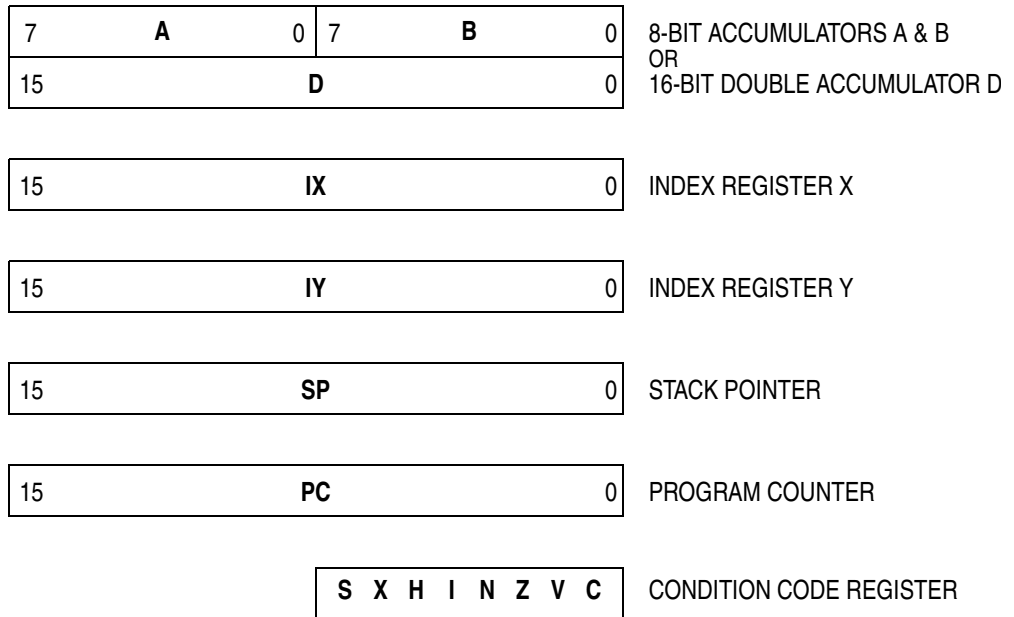 7 A 0 7 B 0 8-BIT ACCUMULATORS A & B
OR
15 D 0 16-BIT DOUBLE ACCUMULATOR D
15 IX 0 INDEX REGISTER X
15 IY 0 INDEX REGISTER Y
15 SP 0 STACK POINTER
15 PC 0 PROGRAM COUNTER
S X H I N Z V C CONDITION CODE REGISTER